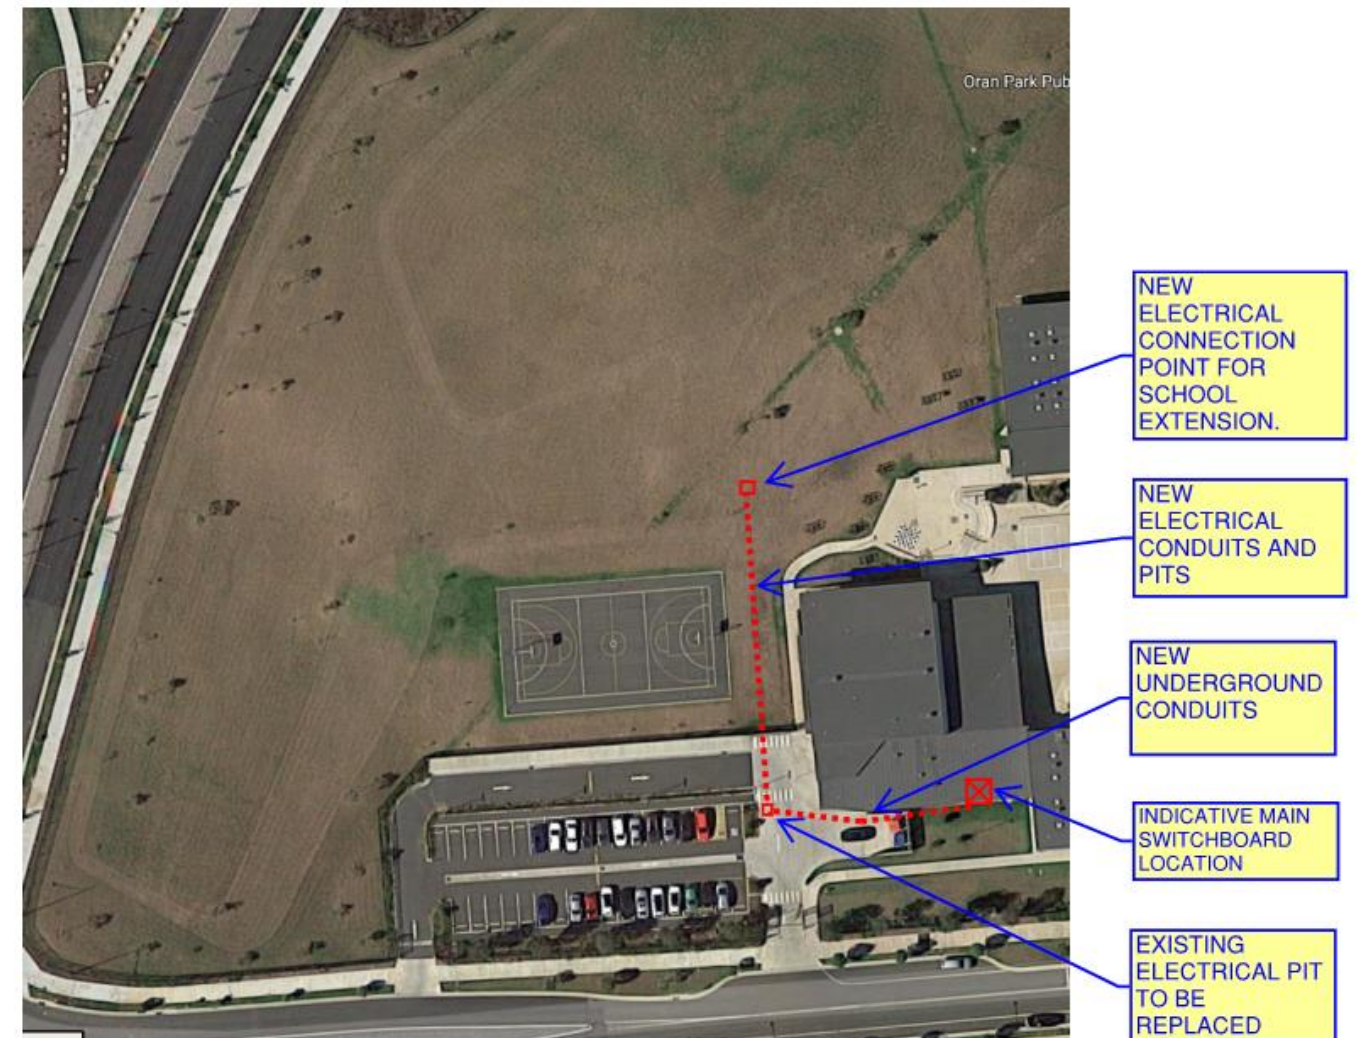 Oran Park Pub
NEW
ELECTRICAL
CONNECTION
POINT FOR
SCHOOL
EXTENSION.
NEW
ELECTRICAL
CONDUITS AND
PITS
NEW
UNDERGROUND
CONDUITS
INDICATIVE MAIN
SWITCHBOARD
LOCATION
EXISTING
ELECTRICAL PIT
TO BE
REPLACED